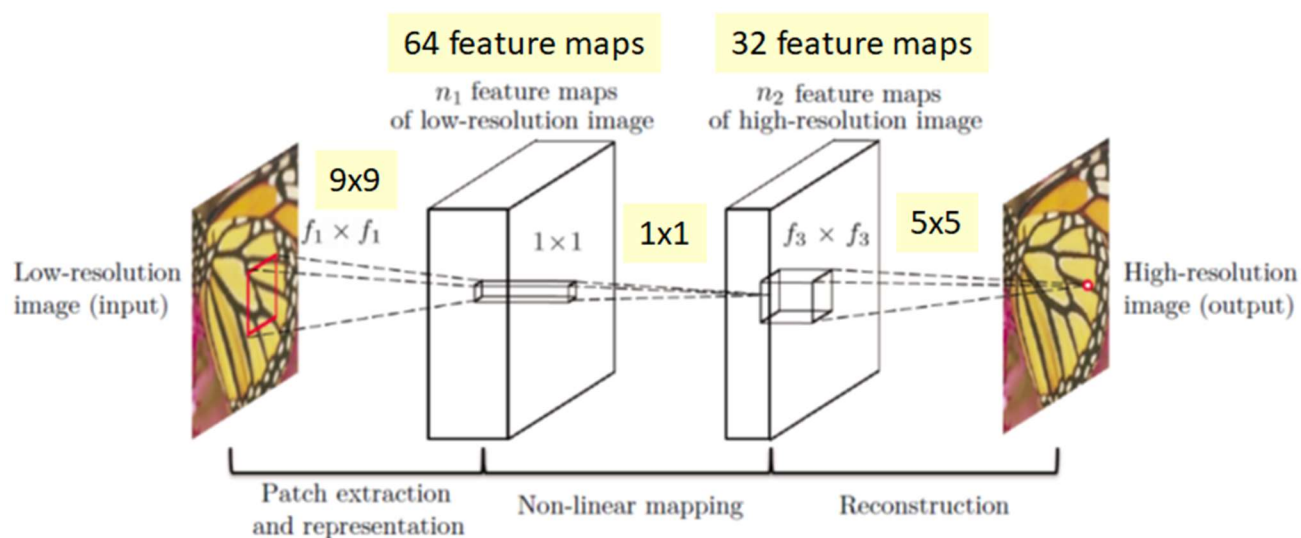 64 feature maps
32 feature maps
n₁ feature maps
of low-resolution image
n₂ feature maps
of high-resolution image
9x9
f₁ × f₁
1×1
1x1
f₃ × f₃
5x5
Low-resolution
image (input)
High-resolution
image (output)
Patch extraction
and representation
Non-linear mapping
Reconstruction